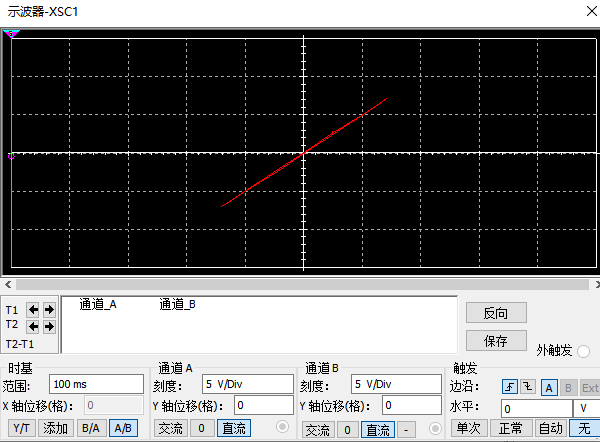 示波器-XSC1
T1
T2
T2-T1
通道_A 通道_B
反向
保存
外触发
时基
范围: 100 ms
X 轴位移(格): 0
Y/T 添加 B/A A/B
通道 A
刻度: 5 V/Div
Y 轴位移(格): 0
交流 0 直流
通道 B
刻度: 5 V/Div
Y 轴位移(格): 0
交流 0 直流 -
触发
边沿: A B Ext
水平: 0 V
单次 正常 自动 无